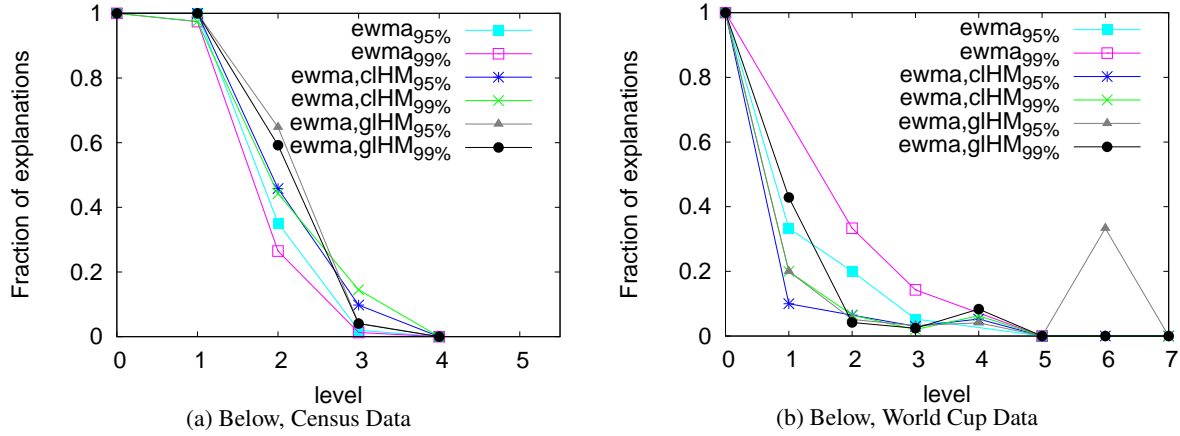 Fraction of explanations
1
0.8
0.6
0.4
0.2
0
0 1 2 3 4 5
level
ewma95%
ewma99%
ewma,clHM95%
ewma,clHM99%
ewma,glHM95%
ewma,glHM99%
(a) Below, Census Data
Fraction of explanations
1
0.8
0.6
0.4
0.2
0
0 1 2 3 4 5 6 7
level
ewma95%
ewma99%
ewma,clHM95%
ewma,clHM99%
ewma,glHM95%
ewma,glHM99%
(b) Below, World Cup Data